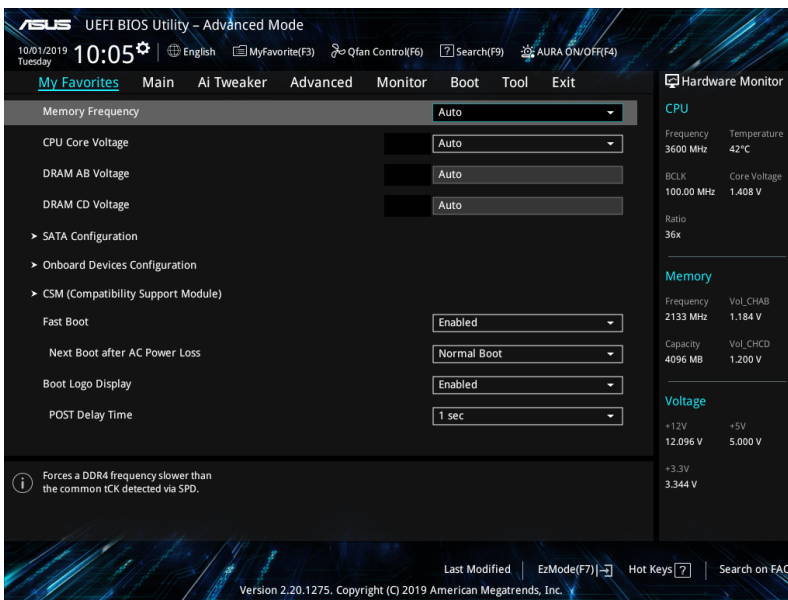 ASUS UEFI BIOS Utility – Advanced Mode
10/01/2019 Tuesday 10:05 English MyFavorite(F3) Qfan Control(F6) ? Search(F9) AURA ON/OFF(F4)
My Favorites Main Ai Tweaker Advanced Monitor Boot Tool Exit
Hardware Monitor
Memory Frequency Auto
CPU Core Voltage Auto
DRAM AB Voltage Auto
DRAM CD Voltage Auto
> SATA Configuration
> Onboard Devices Configuration
> CSM (Compatibility Support Module)
Fast Boot Enabled
Next Boot after AC Power Loss Normal Boot
Boot Logo Display Enabled
POST Delay Time 1 sec
CPU
Frequency Temperature
3600 MHz 42°C
BCLK Core Voltage
100.00 MHz 1.408 V
Ratio
36x
Memory
Frequency Vol_CHAB
2133 MHz 1.184 V
Capacity Vol_CHCD
4096 MB 1.200 V
Voltage
+12V +5V
12.096 V 5.000 V
+3.3V
3.344 V
i Forces a DDR4 frequency slower than
the common tCK detected via SPD.
Last Modified EzMode(F7) Hot Keys ? Search on FAQ
Version 2.20.1275. Copyright (C) 2019 American Megatrends, Inc.